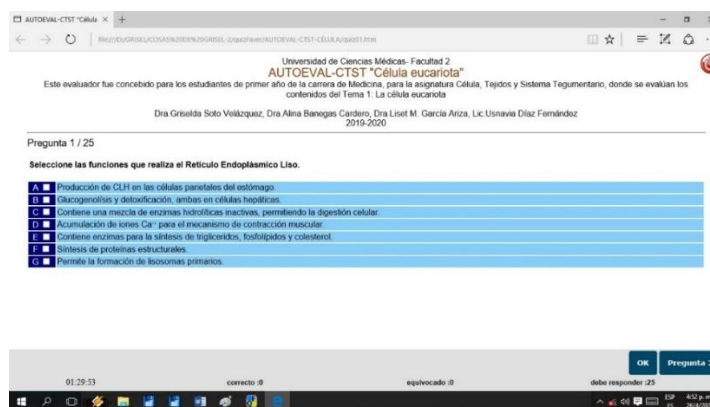 AUTOEVAL-CTST "Célula
Universidad de Ciencias Médicas- Facultad 2
AUTOEVAL-CTST "Célula eucariota"
Este evaluador fue concebido para los estudiantes de primer año de la carrera de Medicina, para la asignatura Célula, Tejidos y Sistema Tegumentario, donde se evalúan los
contenidos del Tema 1: La célula eucariota
Dra.Griselda Soto Velázquez, Dra.Alina Banegas Cardero, Dra.Liset M. García Ariza, Lic.Usnavia Díaz Fernández
2019-2020
Pregunta 1 / 25
Seleccione las funciones que realiza el Retículo Endoplásmico Liso.
A Producción de CLH en las células parietales del estómago.
B Glucogenolísis y detoxificación, ambas en células hepáticas.
C Contiene una mezcla de enzimas hidrolíticas inactivas, permitiendo la digestión celular.
D Acumulación de iones Ca++ para el mecanismo de contracción muscular.
E Contiene enzimas para la síntesis de triglicéridos, fosfolípidos y colesterol.
F Síntesis de proteínas estructurales.
G Permite la formación de lisosomas primarios.
OK Pregunta
01:29:53 correcto :0 equivocado :0 debe responder :25
ESP 4:52 p. m.
ES